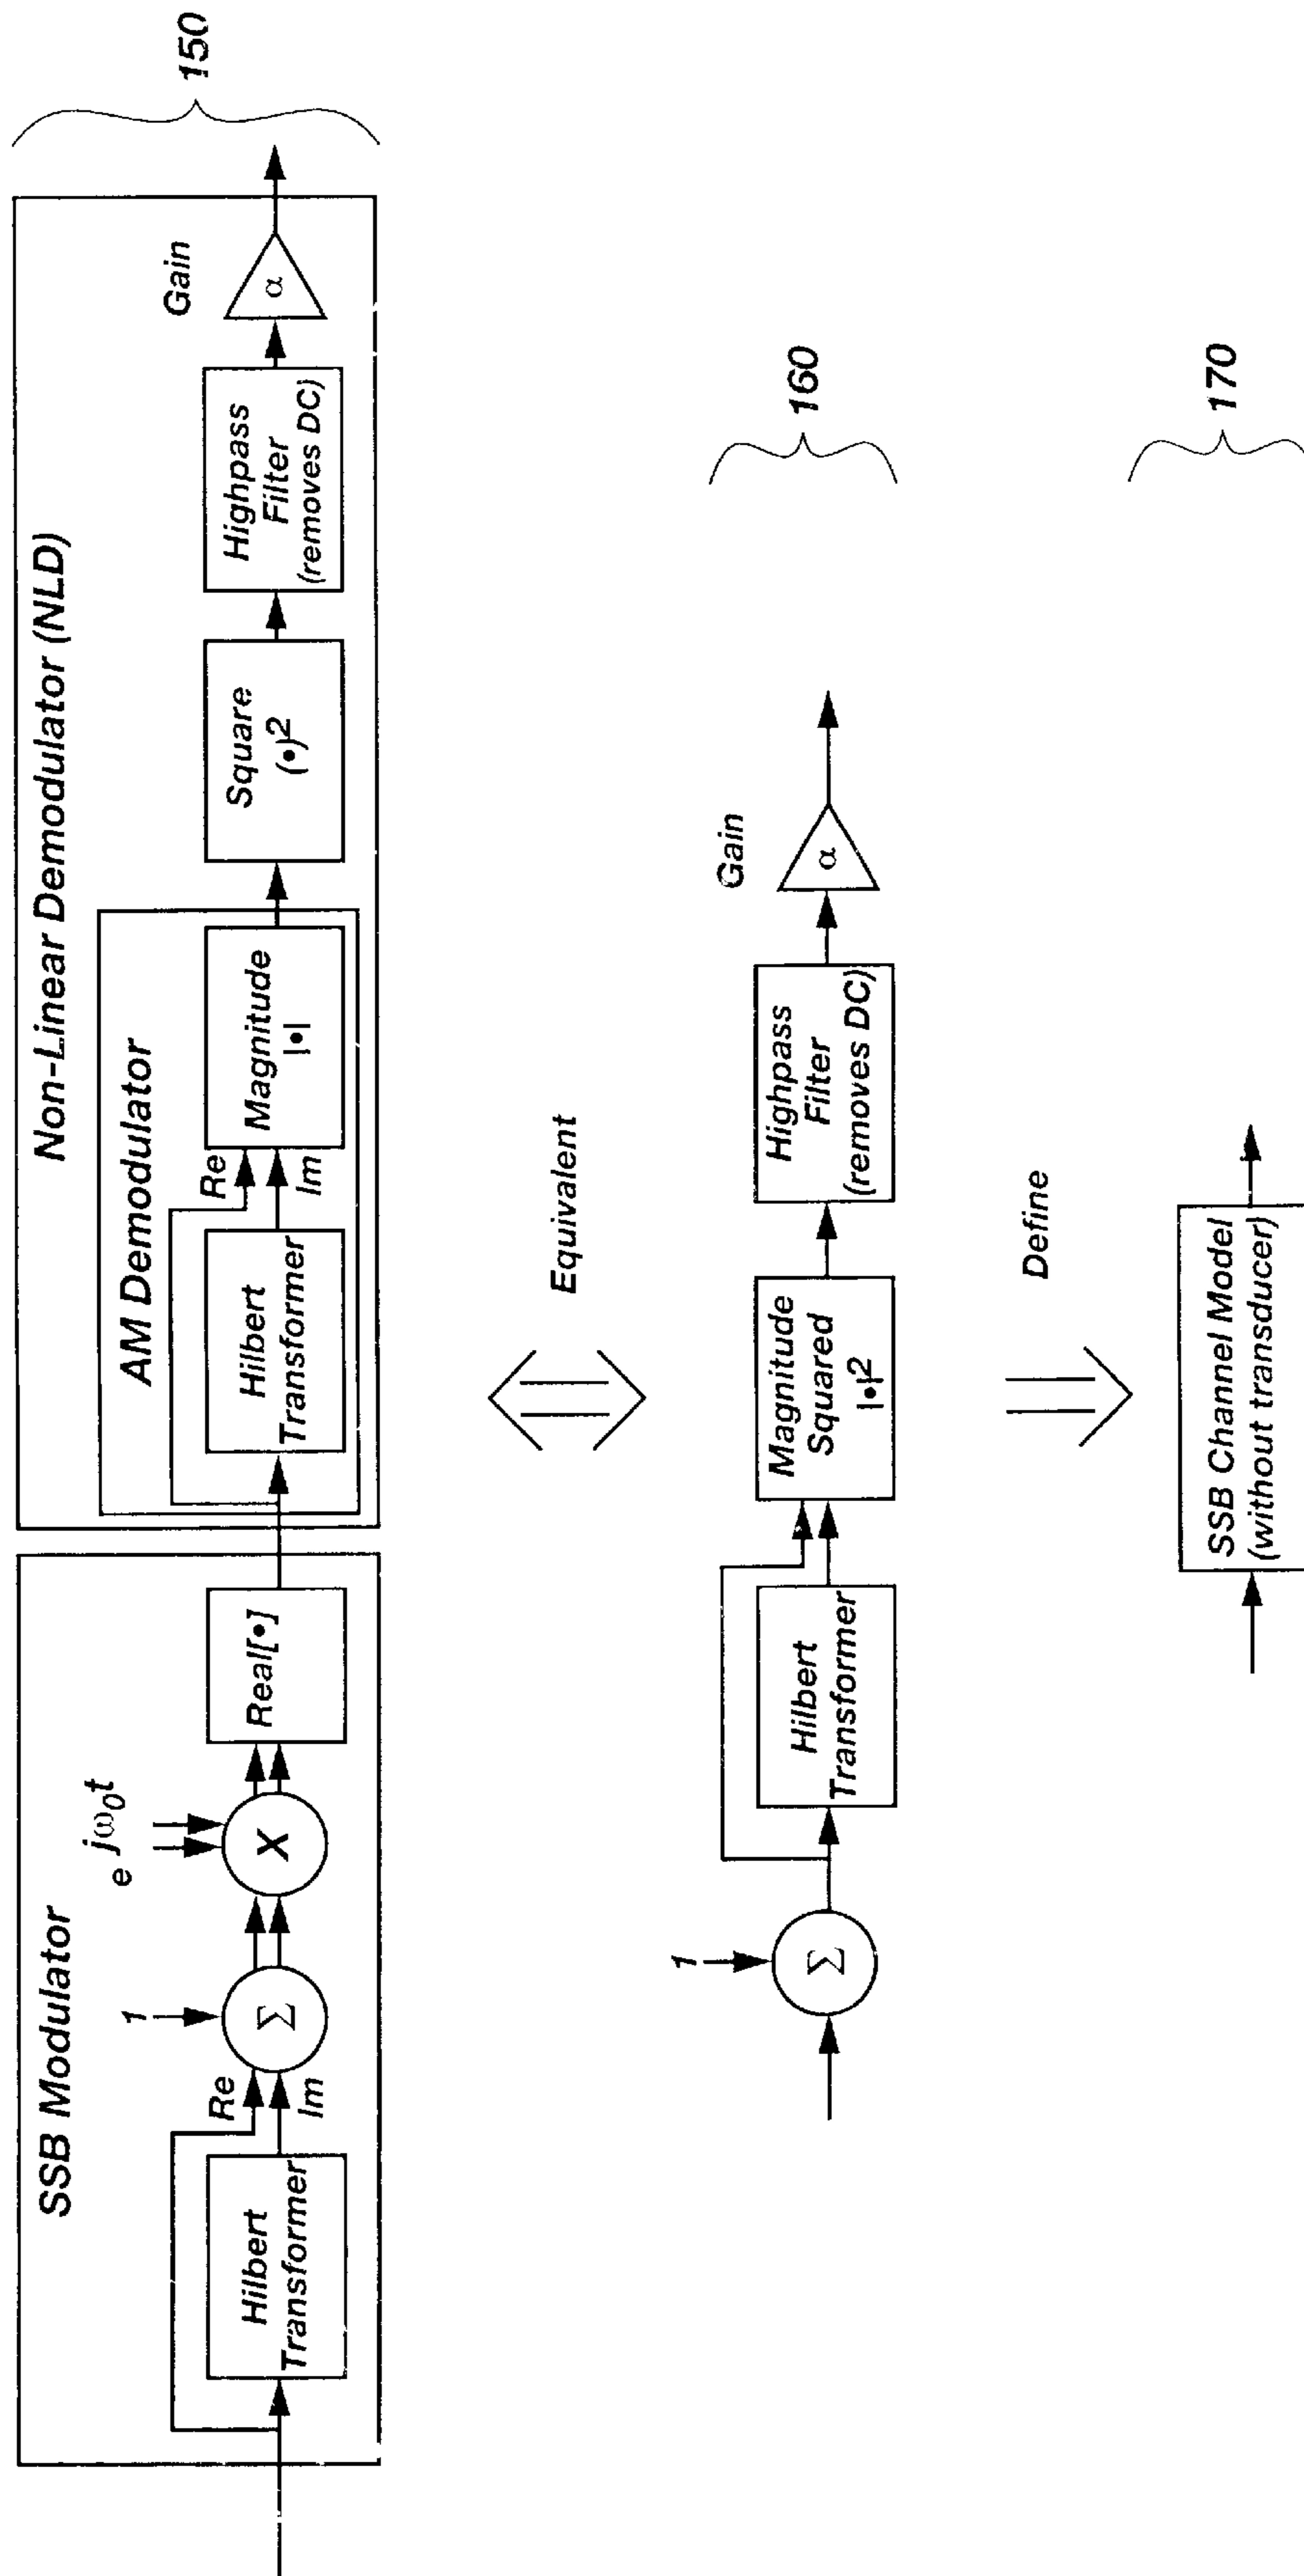 SSB Modulator
Hilbert
Transformer
Re
Im
1
Σ
e jω0t
X
Real[•]
Non-Linear Demodulator (NLD)
AM Demodulator
Hilbert
Transformer
Re
Im
Magnitude
|•|
Square
(•)2
Highpass
Filter
(removes DC)
Gain
α
150
Equivalent
1
Σ
Hilbert
Transformer
Magnitude
Squared
|•|2
Highpass
Filter
(removes DC)
Gain
α
160
Define
SSB Channel Model
(without transducer)
170